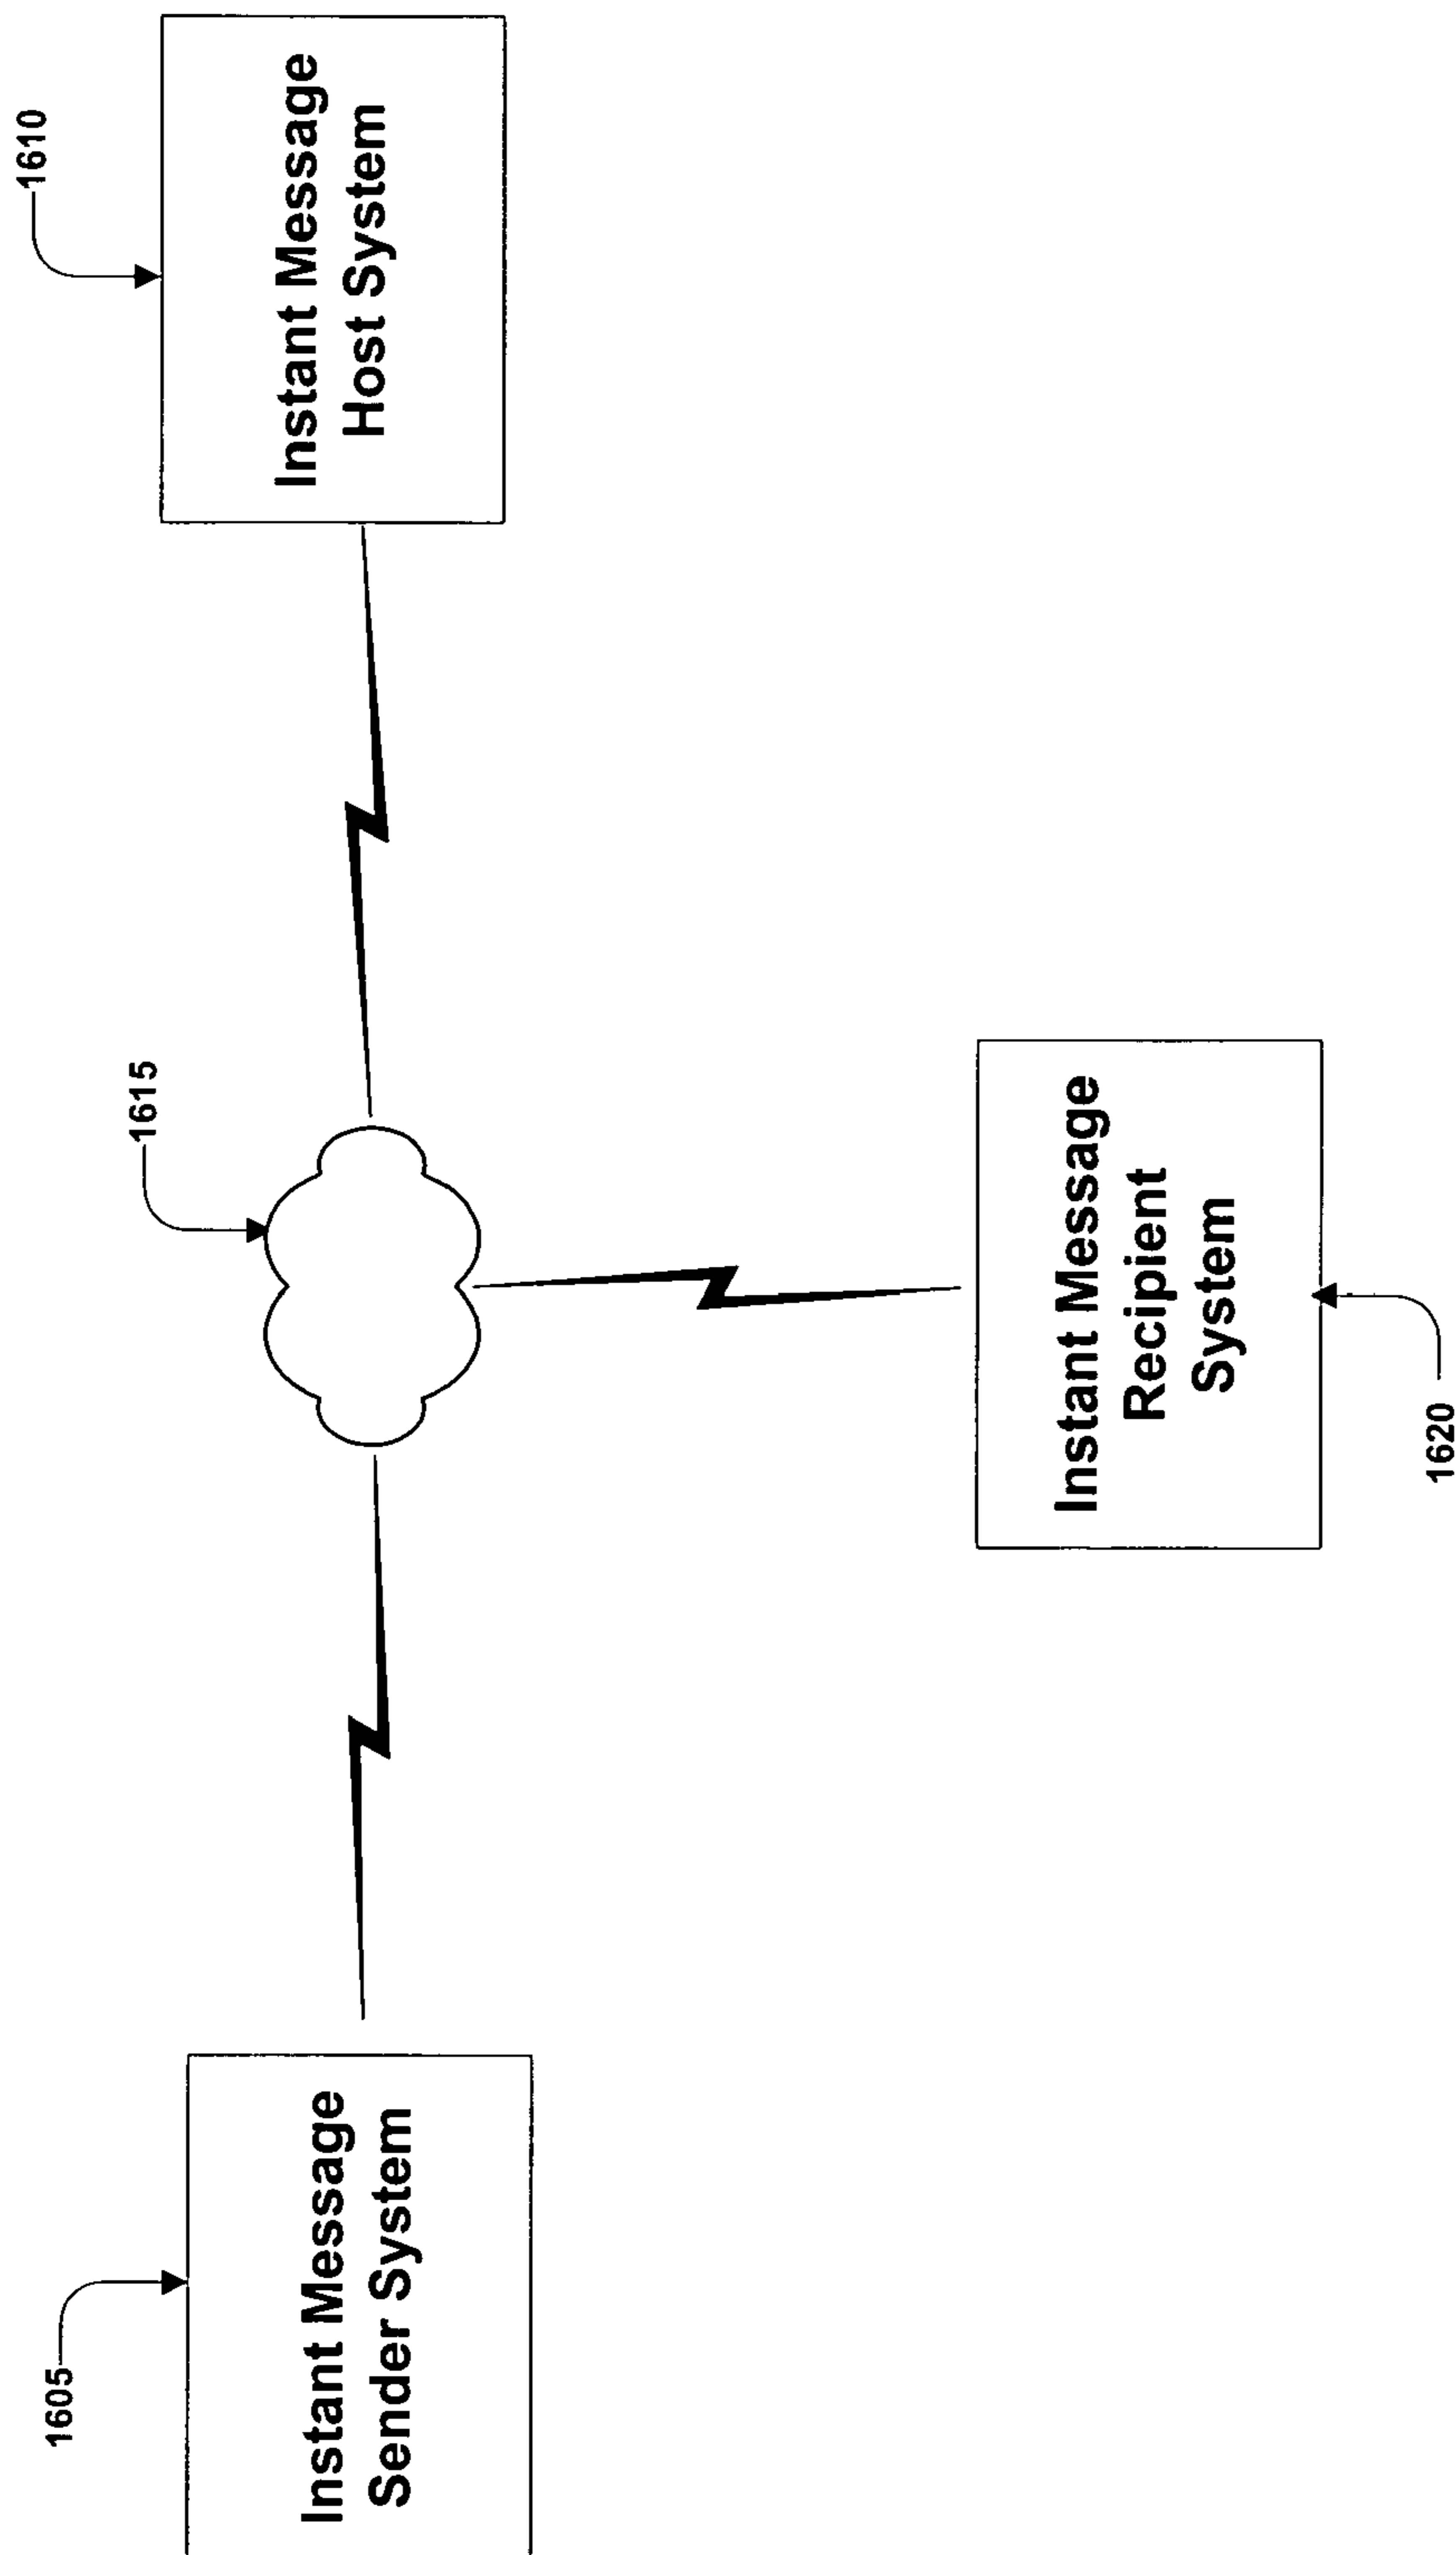 1605
Instant Message
Sender System
1615
1610
Instant Message
Host System
Instant Message
Recipient
System
1620